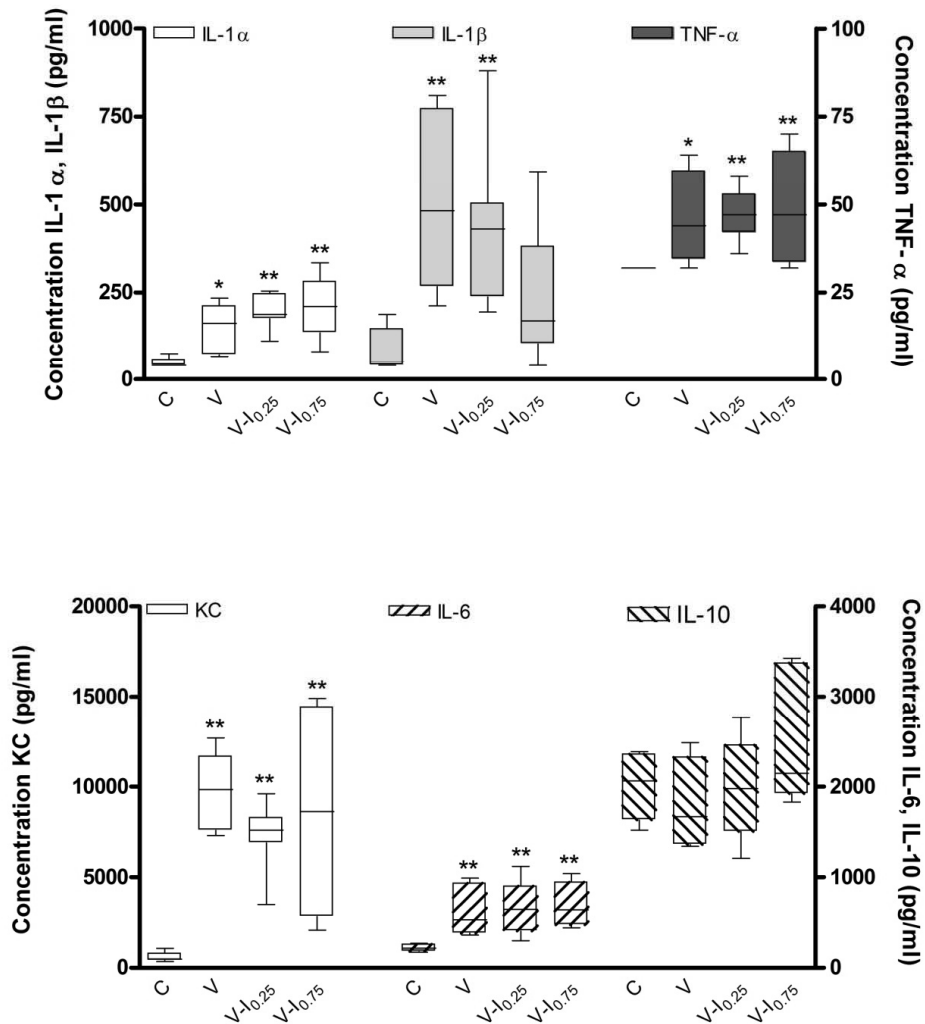 IL-1α
IL-1β
TNF-α
Concentration IL-1α, IL-1β (pg/ml)
1000
750
500
250
0
100
75
50
25
0
Concentration TNF-α (pg/ml)
*
**
**
**
**
*
**
**
C
V
V-I0.25
V-I0.75
C
V
V-I0.25
V-I0.75
C
V
V-I0.25
V-I0.75
KC
IL-6
IL-10
Concentration KC (pg/ml)
20000
15000
10000
5000
0
4000
3000
2000
1000
0
Concentration IL-6, IL-10 (pg/ml)
**
**
**
**
**
**
C
V
V-I0.25
V-I0.75
C
V
V-I0.25
V-I0.75
C
V
V-I0.25
V-I0.75